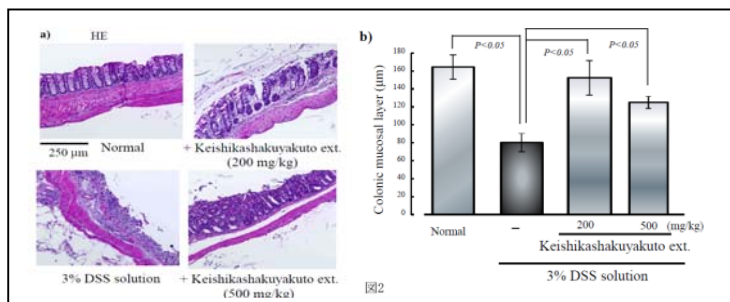 a) HE
Normal
250 μm
+ Keishikashakuyakuto ext.
(200 mg/kg)
3% DSS solution
+ Keishikashakuyakuto ext.
(500 mg/kg)
b)
P<0.05
P<0.05
P<0.05
Colonic mucosal layer (μm)
180
160
140
120
100
80
60
40
20
0
Normal
–
200
500
(mg/kg)
Keishikashakuyakuto ext.
3% DSS solution
図2